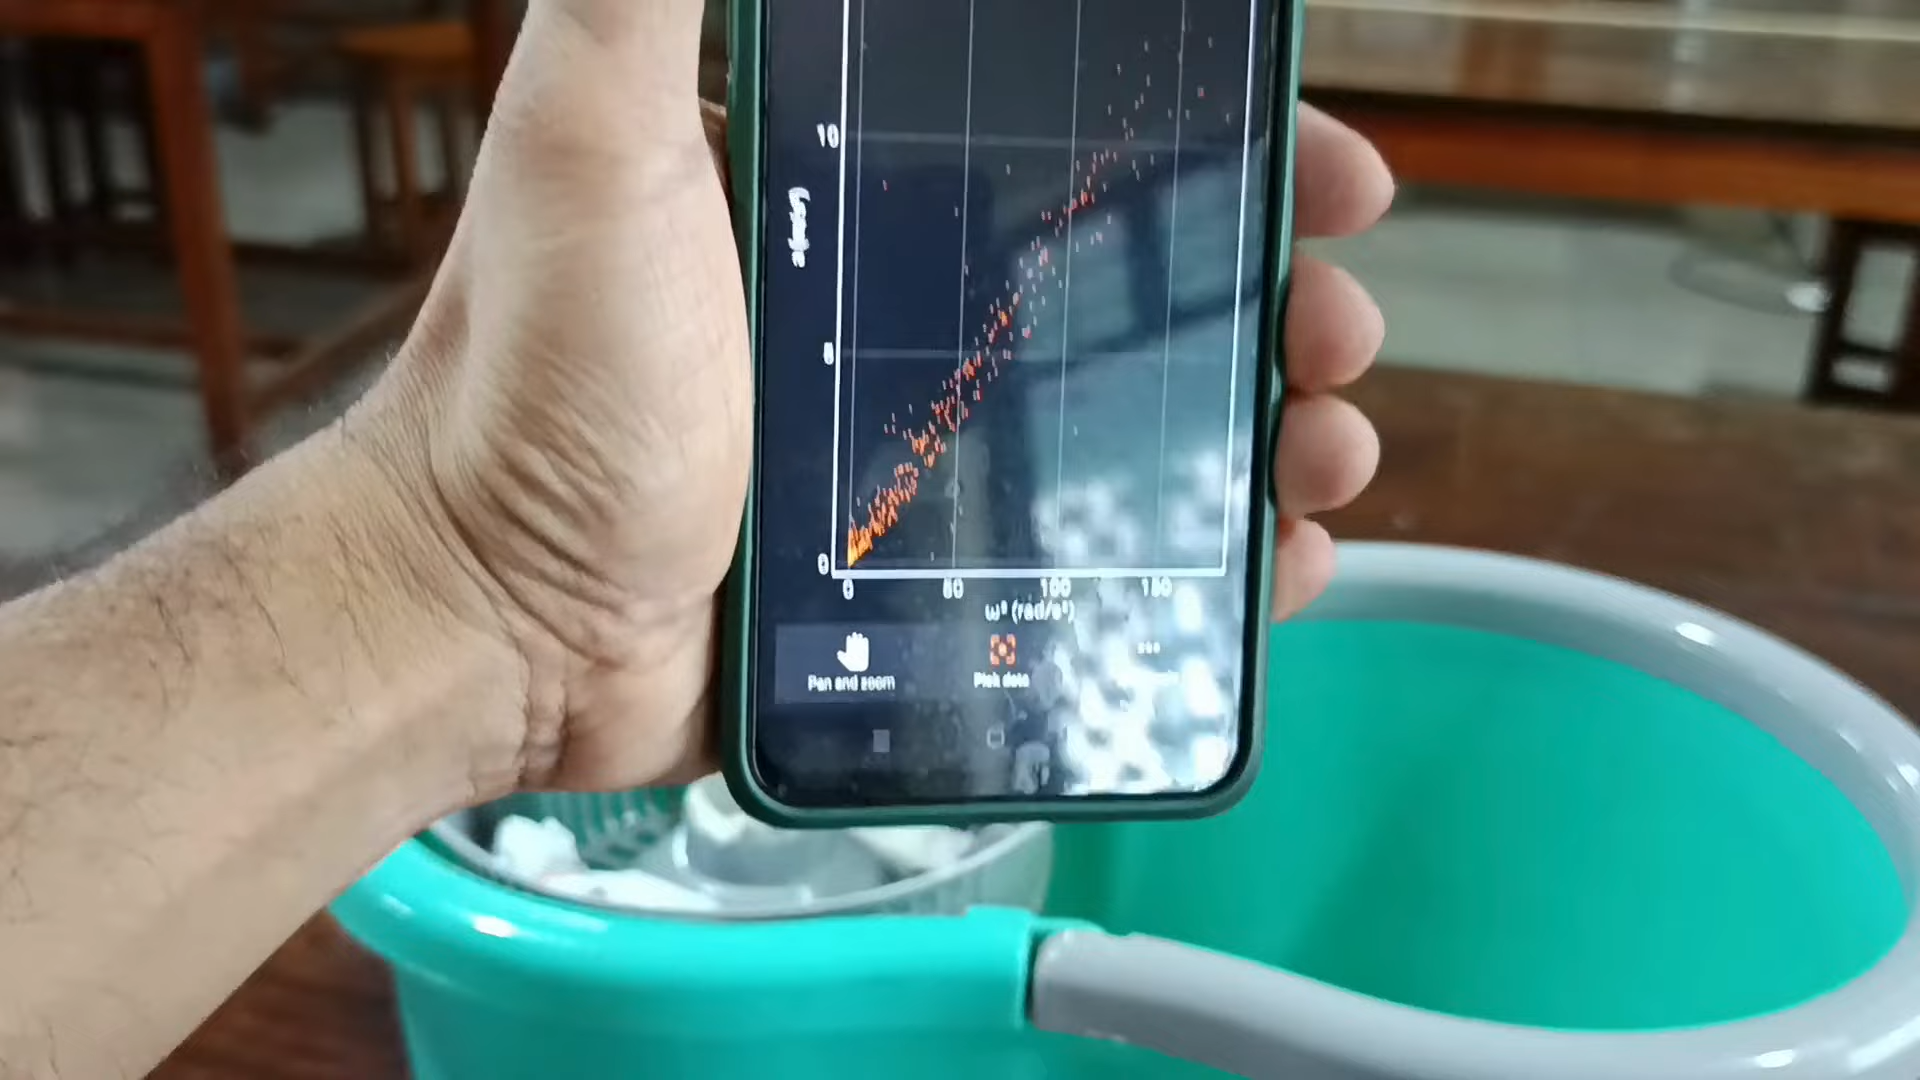 10
5
0
0 50 100 150
ω² (rad/s²)
Pan and zoom
Pick data